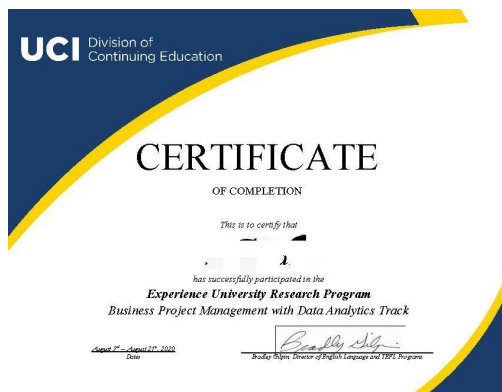 UCI Division of
Continuing Education
CERTIFICATE
OF COMPLETION
This is to certify that
has successfully participated in the
Experience University Research Program
Business Project Management with Data Analytics Track
August 3rd – August 21st, 2020
Dates
Bradley Gilpin
Bradley Gilpin, Director of English Language and TEFL Programs